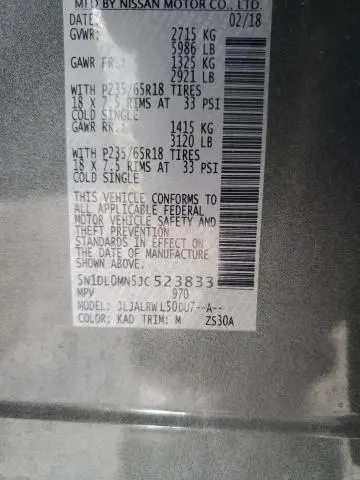 MFD BY NISSAN MOTOR CO., LTD.
DATE: 02/18
GVWR: 2715 KG
5986 LB
GAWR FR.: 1325 KG
2921 LB
WITH P235/65R18 TIRES
18 X 7.5 RIMS AT 33 PSI
COLD SINGLE
GAWR RR.: 1415 KG
3120 LB
WITH P235/65R18 TIRES
18 X 7.5 RIMS AT 33 PSI
COLD SINGLE
THIS VEHICLE CONFORMS TO
ALL APPLICABLE FEDERAL
MOTOR VEHICLE SAFETY AND
THEFT PREVENTION
STANDARDS IN EFFECT ON
THE DATE OF MANUFACTURE
SHOWN ABOVE.
5N1DL0MN5JC523833
MPV 970
MODEL: JLJALRWL50DU7--A--
COLOR: KAD TRIM: M ZS30A